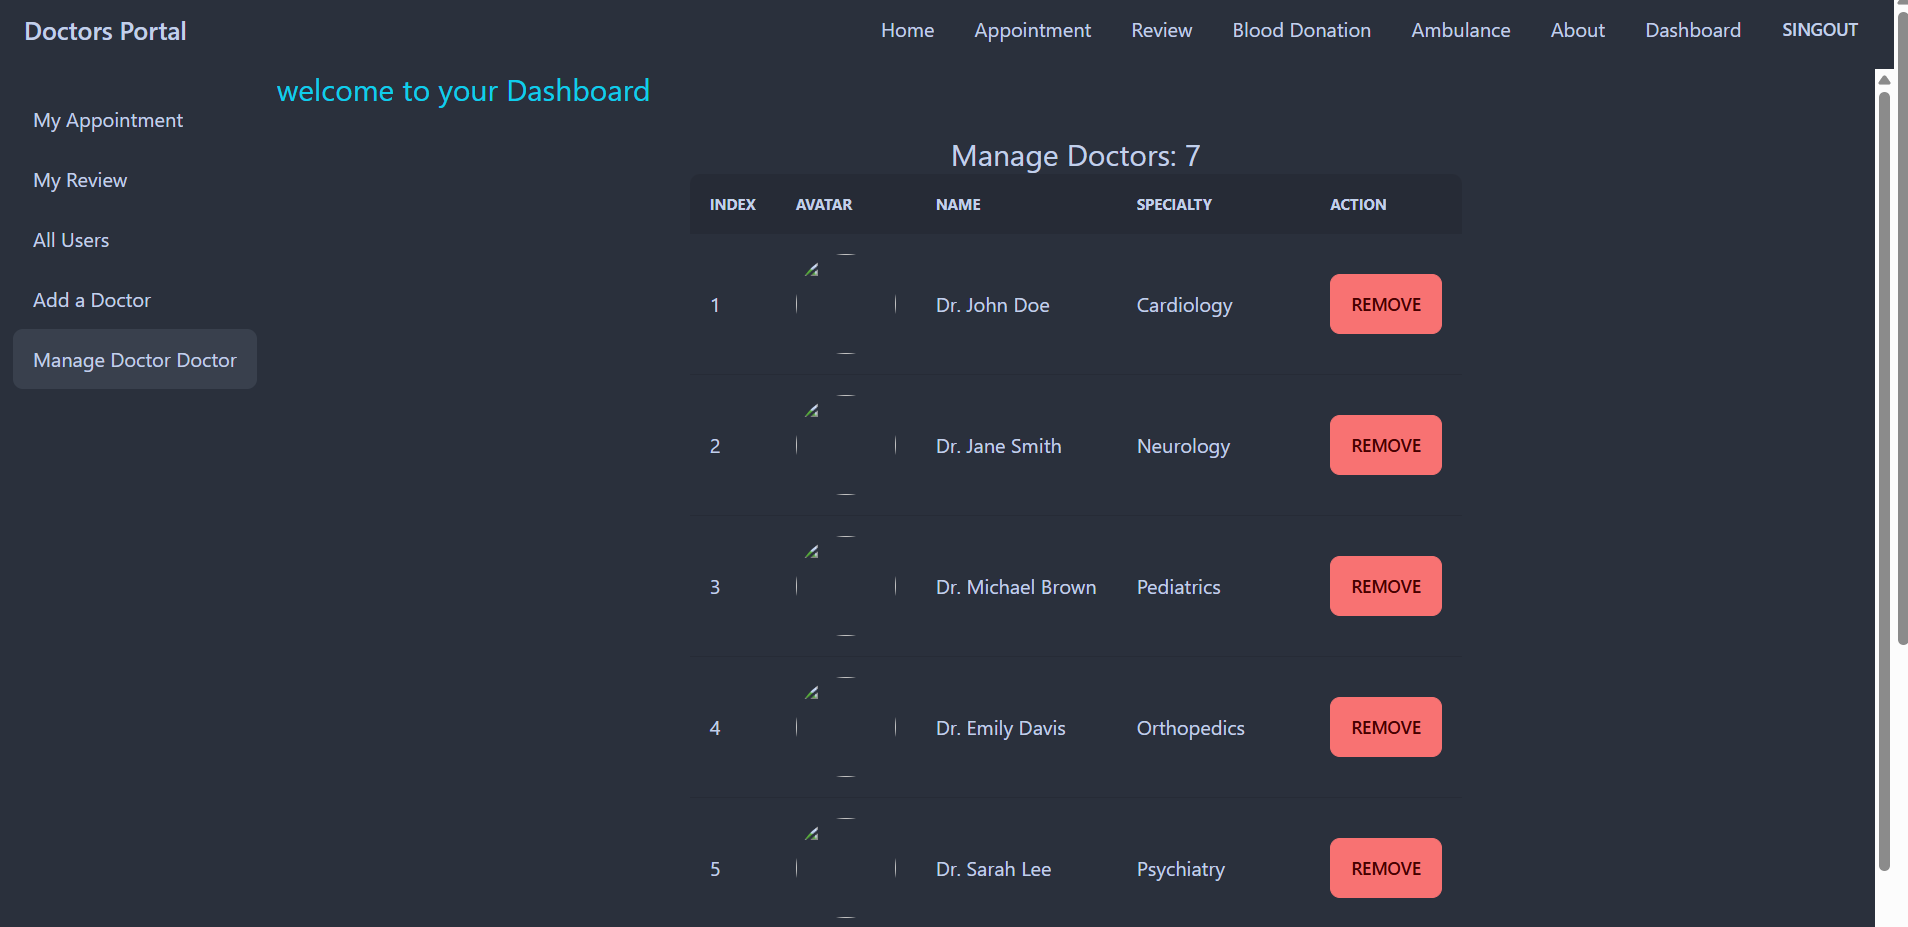 Doctors Portal
Home Appointment Review Blood Donation Ambulance About Dashboard SINGOUT
My Appointment
My Review
All Users
Add a Doctor
Manage Doctor Doctor
welcome to your Dashboard
Manage Doctors: 7
INDEX AVATAR NAME SPECIALTY ACTION
1 Dr. John Doe Cardiology REMOVE
2 Dr. Jane Smith Neurology REMOVE
3 Dr. Michael Brown Pediatrics REMOVE
4 Dr. Emily Davis Orthopedics REMOVE
5 Dr. Sarah Lee Psychiatry REMOVE